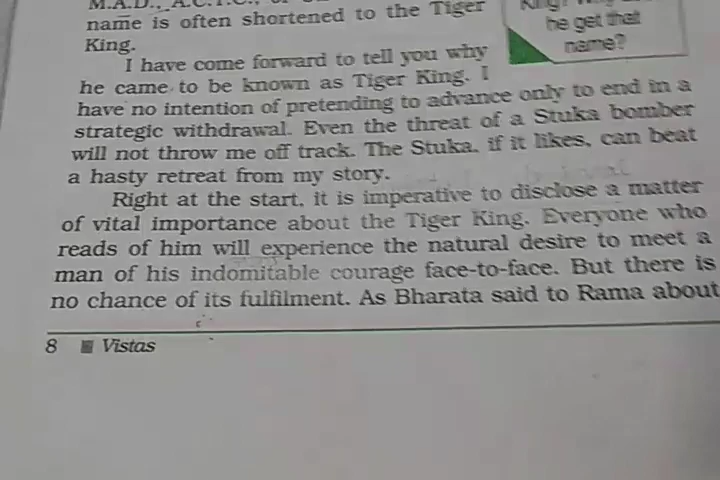 M.A.D., A.C.T.C., or
name is often shortened to the Tiger
King.
he get that
name?
I have come forward to tell you why
he came to be known as Tiger King. I
have no intention of pretending to advance only to end in a
strategic withdrawal. Even the threat of a Stuka bomber
will not throw me off track. The Stuka, if it likes, can beat
a hasty retreat from my story.
Right at the start, it is imperative to disclose a matter
of vital importance about the Tiger King. Everyone who
reads of him will experience the natural desire to meet a
man of his indomitable courage face-to-face. But there is
no chance of its fulfilment. As Bharata said to Rama about
8 Vistas